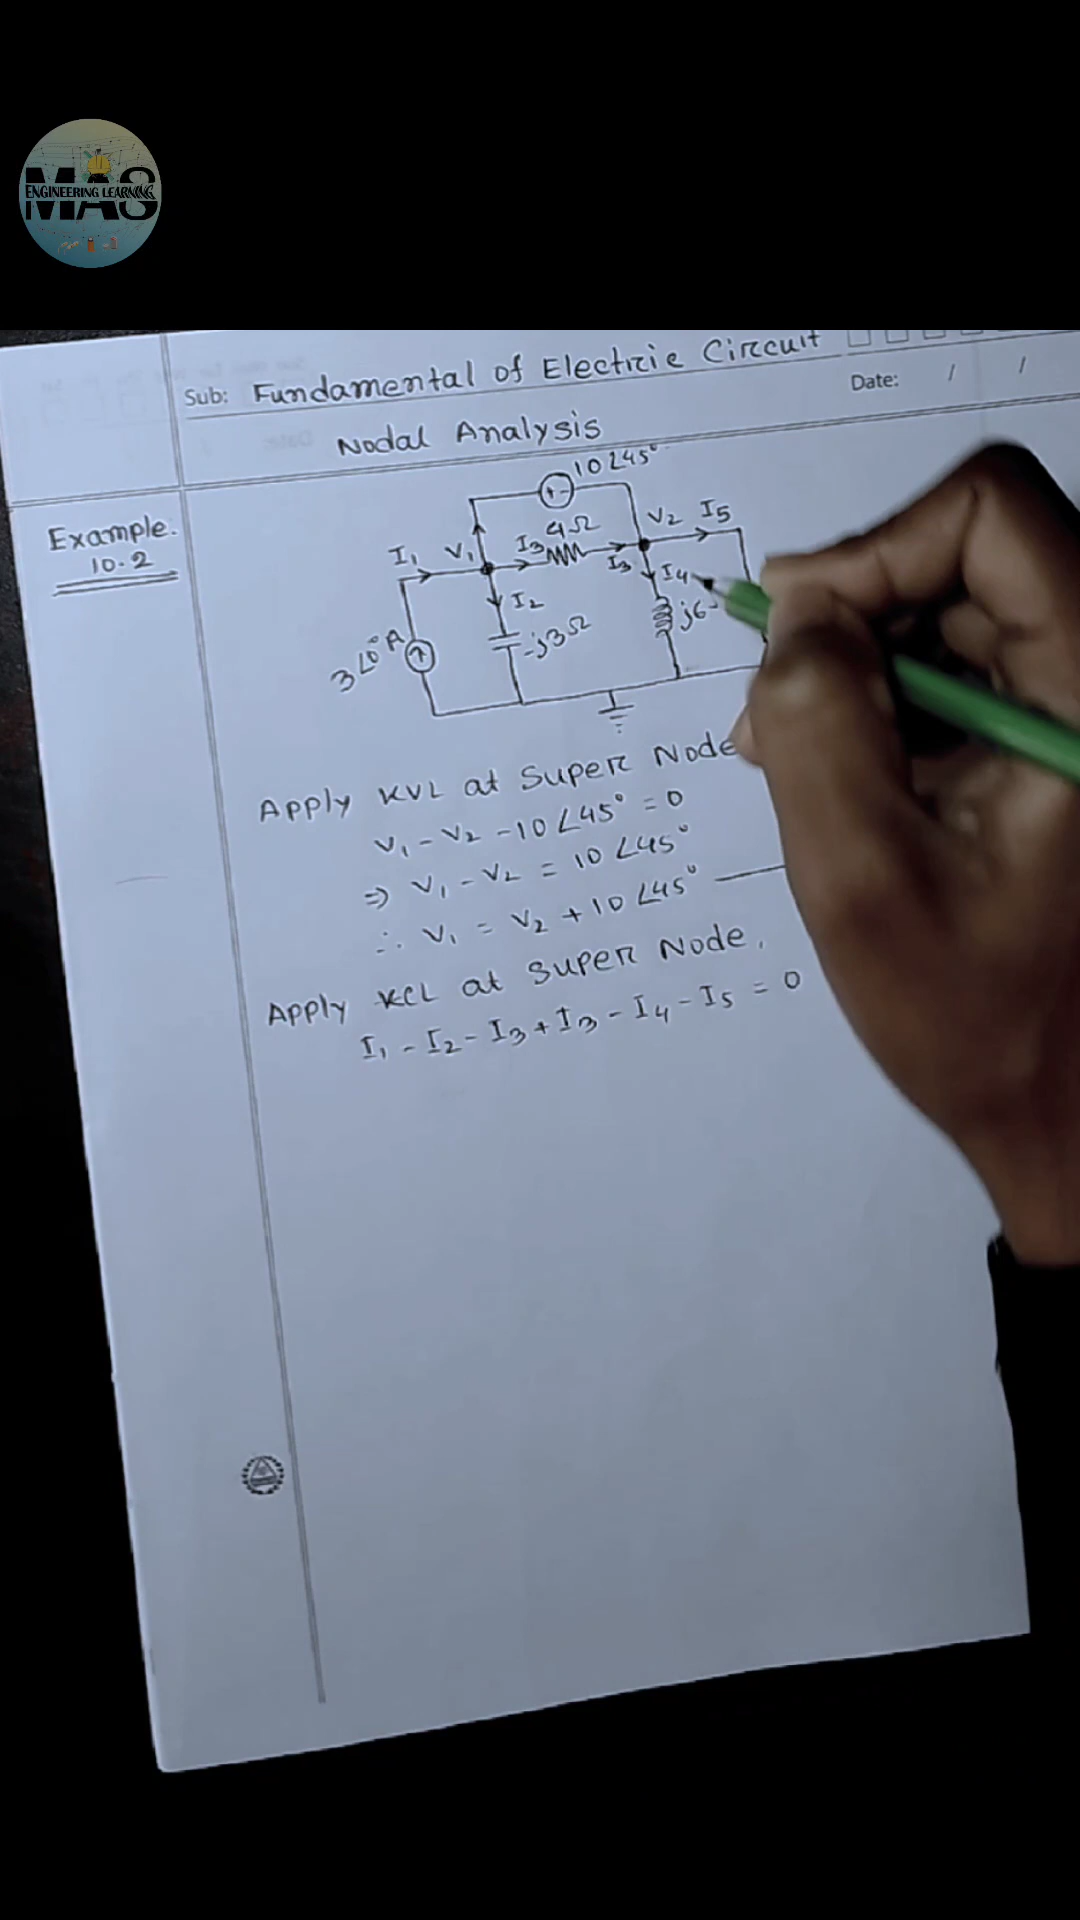 MAS
ENGINEERING LEARNING
Sub: Fundamental of Electric Circuit
Date: / /
Nodal Analysis
Example.
10.2
10∠45°
4Ω
V2
I5
I1
V1
I3
I3
I4
I2
j6
-j3Ω
3∠0° A
+ -
Apply KVL at Super Node
V1 - V2 - 10∠45° = 0
⇒ V1 - V2 = 10∠45°
∴ V1 = V2 + 10∠45°
Apply KCL at Super Node,
I1 - I2 - I3 + I3 - I4 - I5 = 0